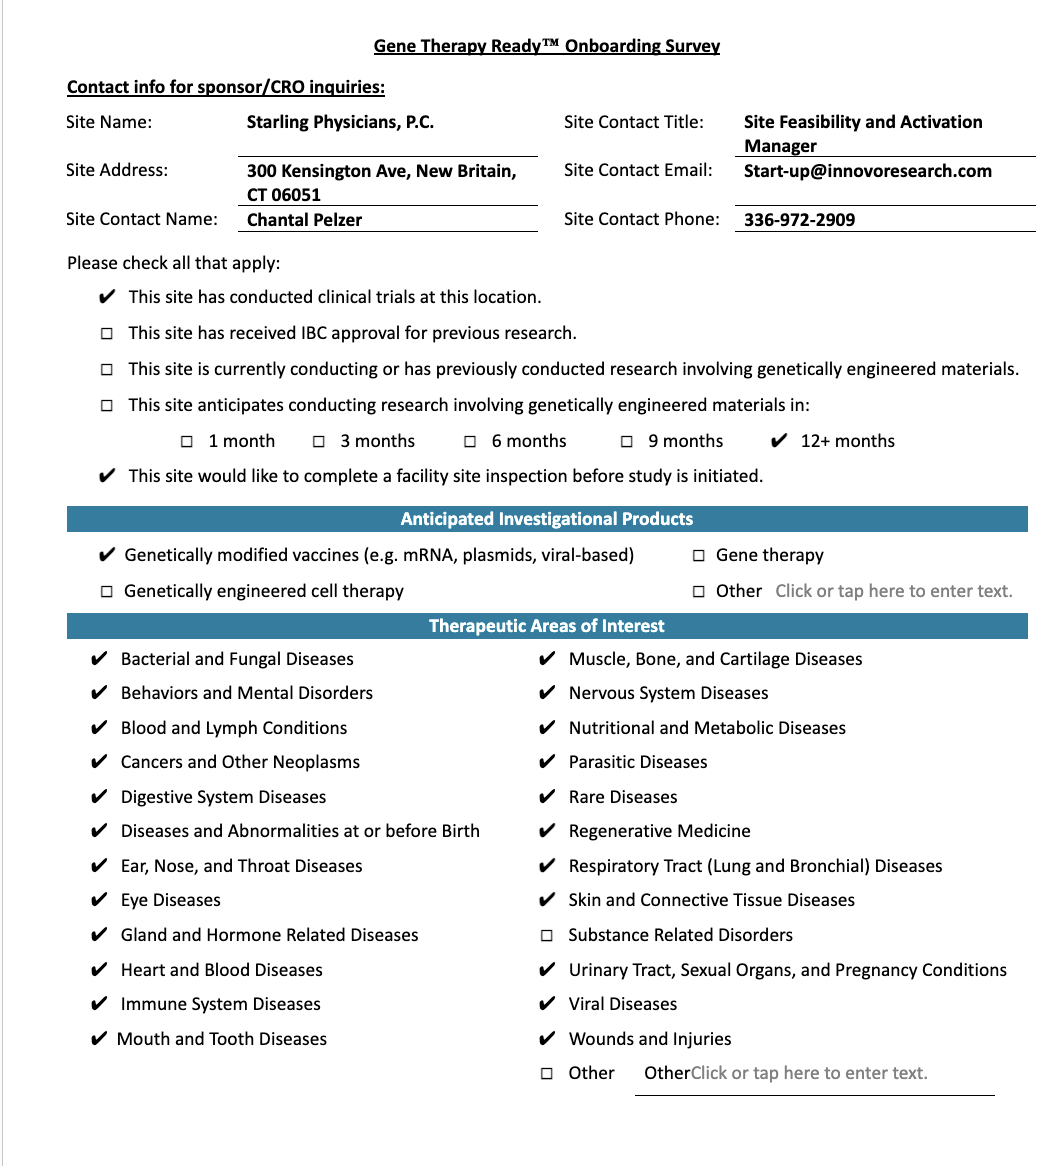 Gene Therapy Ready™ Onboarding Survey
Contact info for sponsor/CRO inquiries:
Site Name: Starling Physicians, P.C. Site Contact Title: Site Feasibility and Activation
Manager
Site Address: 300 Kensington Ave, New Britain, Site Contact Email: Start-up@innovoresearch.com
CT 06051
Site Contact Name: Chantal Pelzer Site Contact Phone: 336-972-2909
Please check all that apply:
✔ This site has conducted clinical trials at this location.
☐ This site has received IBC approval for previous research.
☐ This site is currently conducting or has previously conducted research involving genetically engineered materials.
☐ This site anticipates conducting research involving genetically engineered materials in:
☐ 1 month ☐ 3 months ☐ 6 months ☐ 9 months ✔ 12+ months
✔ This site would like to complete a facility site inspection before study is initiated.
Anticipated Investigational Products
✔ Genetically modified vaccines (e.g. mRNA, plasmids, viral-based) ☐ Gene therapy
☐ Genetically engineered cell therapy ☐ Other Click or tap here to enter text.
Therapeutic Areas of Interest
✔ Bacterial and Fungal Diseases ✔ Muscle, Bone, and Cartilage Diseases
✔ Behaviors and Mental Disorders ✔ Nervous System Diseases
✔ Blood and Lymph Conditions ✔ Nutritional and Metabolic Diseases
✔ Cancers and Other Neoplasms ✔ Parasitic Diseases
✔ Digestive System Diseases ✔ Rare Diseases
✔ Diseases and Abnormalities at or before Birth ✔ Regenerative Medicine
✔ Ear, Nose, and Throat Diseases ✔ Respiratory Tract (Lung and Bronchial) Diseases
✔ Eye Diseases ✔ Skin and Connective Tissue Diseases
✔ Gland and Hormone Related Diseases ☐ Substance Related Disorders
✔ Heart and Blood Diseases ✔ Urinary Tract, Sexual Organs, and Pregnancy Conditions
✔ Immune System Diseases ✔ Viral Diseases
✔ Mouth and Tooth Diseases ✔ Wounds and Injuries
☐ Other OtherClick or tap here to enter text.